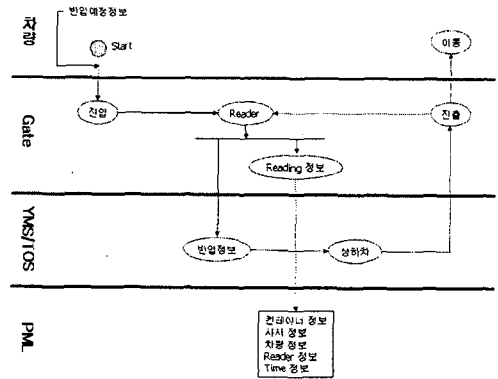 반입예정정보
차량
Start
이동
Gate
진입
Reader
진출
Reading 정보
YMS/TOS
반입정보
상하차
PML
컨테이너 정보
샤시 정보
차량 정보
Reader 정보
Time 정보